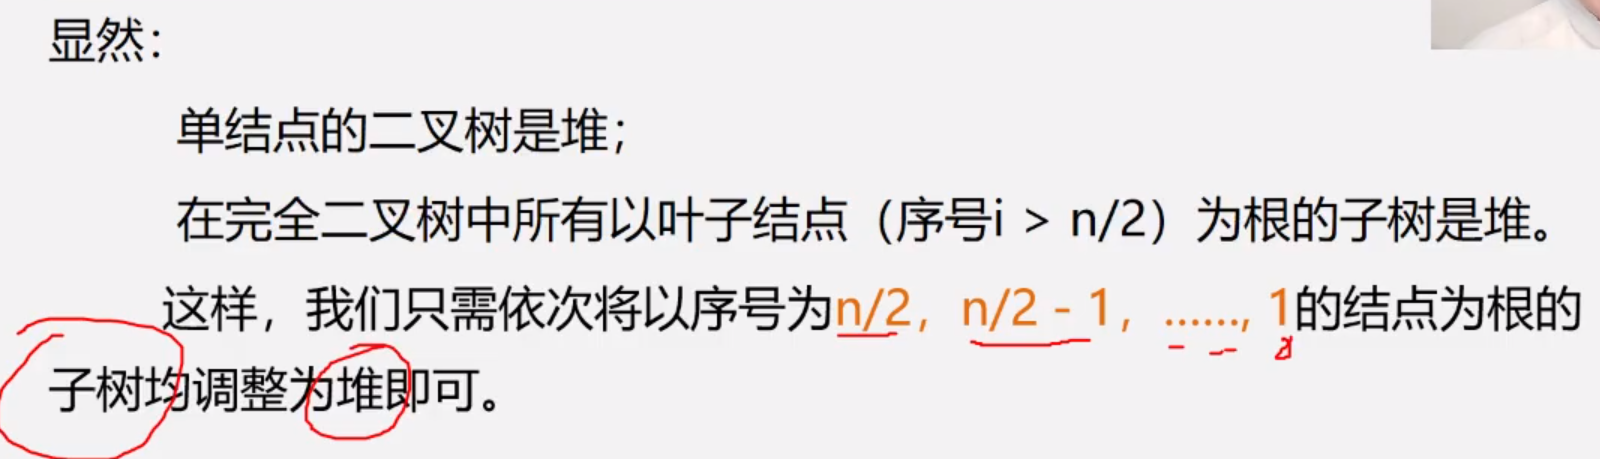 显然：
单结点的二叉树是堆；
在完全二叉树中所有以叶子结点（序号i > n/2）为根的子树是堆。
这样，我们只需依次将以序号为n/2，n/2 - 1，……, 1的结点为根的
子树均调整为堆即可。